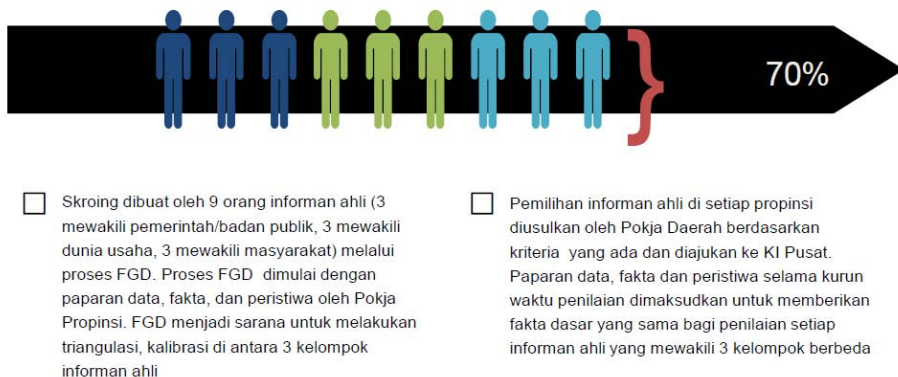 70%
Skroing dibuat oleh 9 orang informan ahli (3
mewakili pemerintah/badan publik, 3 mewakili
dunia usaha, 3 mewakili masyarakat) melalui
proses FGD. Proses FGD dimulai dengan
paparan data, fakta, dan peristiwa oleh Pokja
Propinsi. FGD menjadi sarana untuk melakukan
triangulasi, kalibrasi di antara 3 kelompok
informan ahli
Pemilihan informan ahli di setiap propinsi
diusulkan oleh Pokja Daerah berdasarkan
kriteria yang ada dan diajukan ke KI Pusat.
Paparan data, fakta dan peristiwa selama kurun
waktu penilaian dimaksudkan untuk memberikan
fakta dasar yang sama bagi penilaian setiap
informan ahli yang mewakili 3 kelompok berbeda